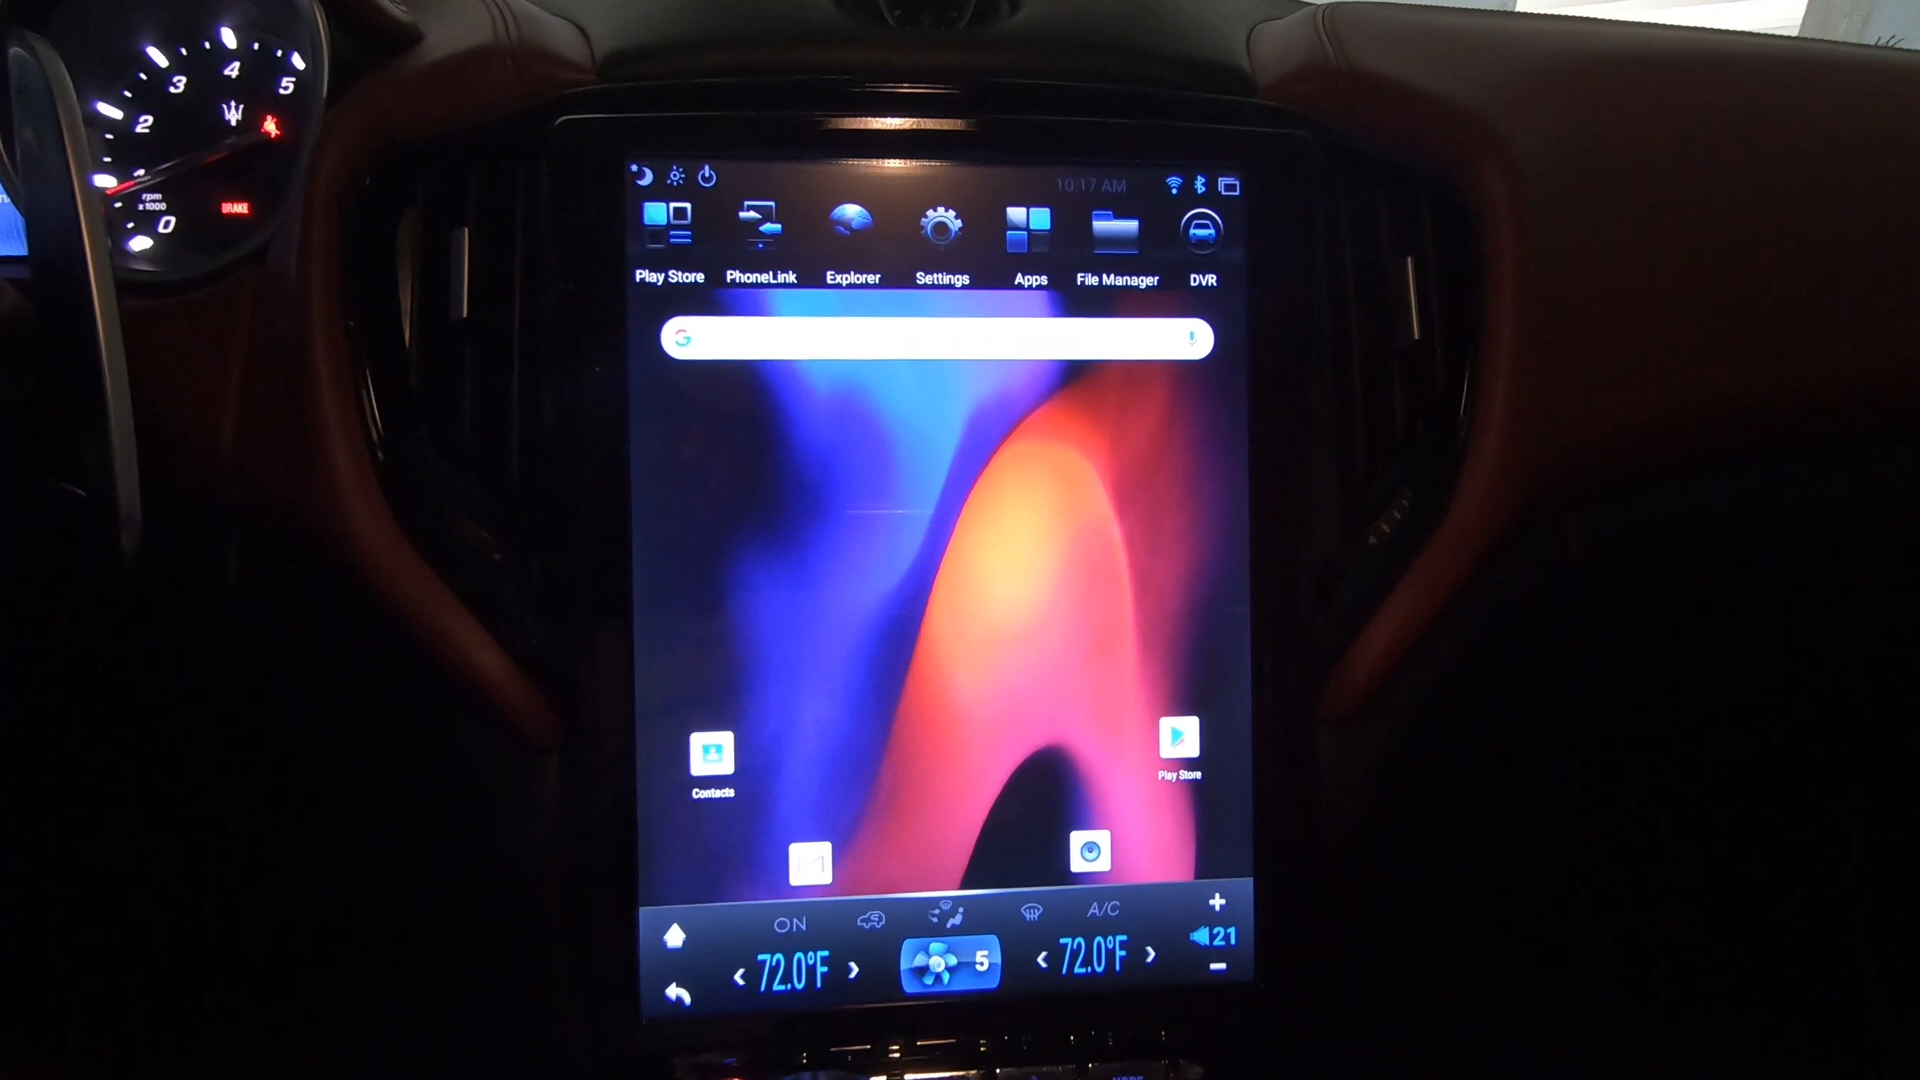 5
4
3
2
1
0
rpm
x1000
BRAKE
10:17 AM
Play Store PhoneLink Explorer Settings Apps File Manager DVR
G
Contacts
Play Store
M
ON A/C
72.0°F 5 72.0°F
+
21
−